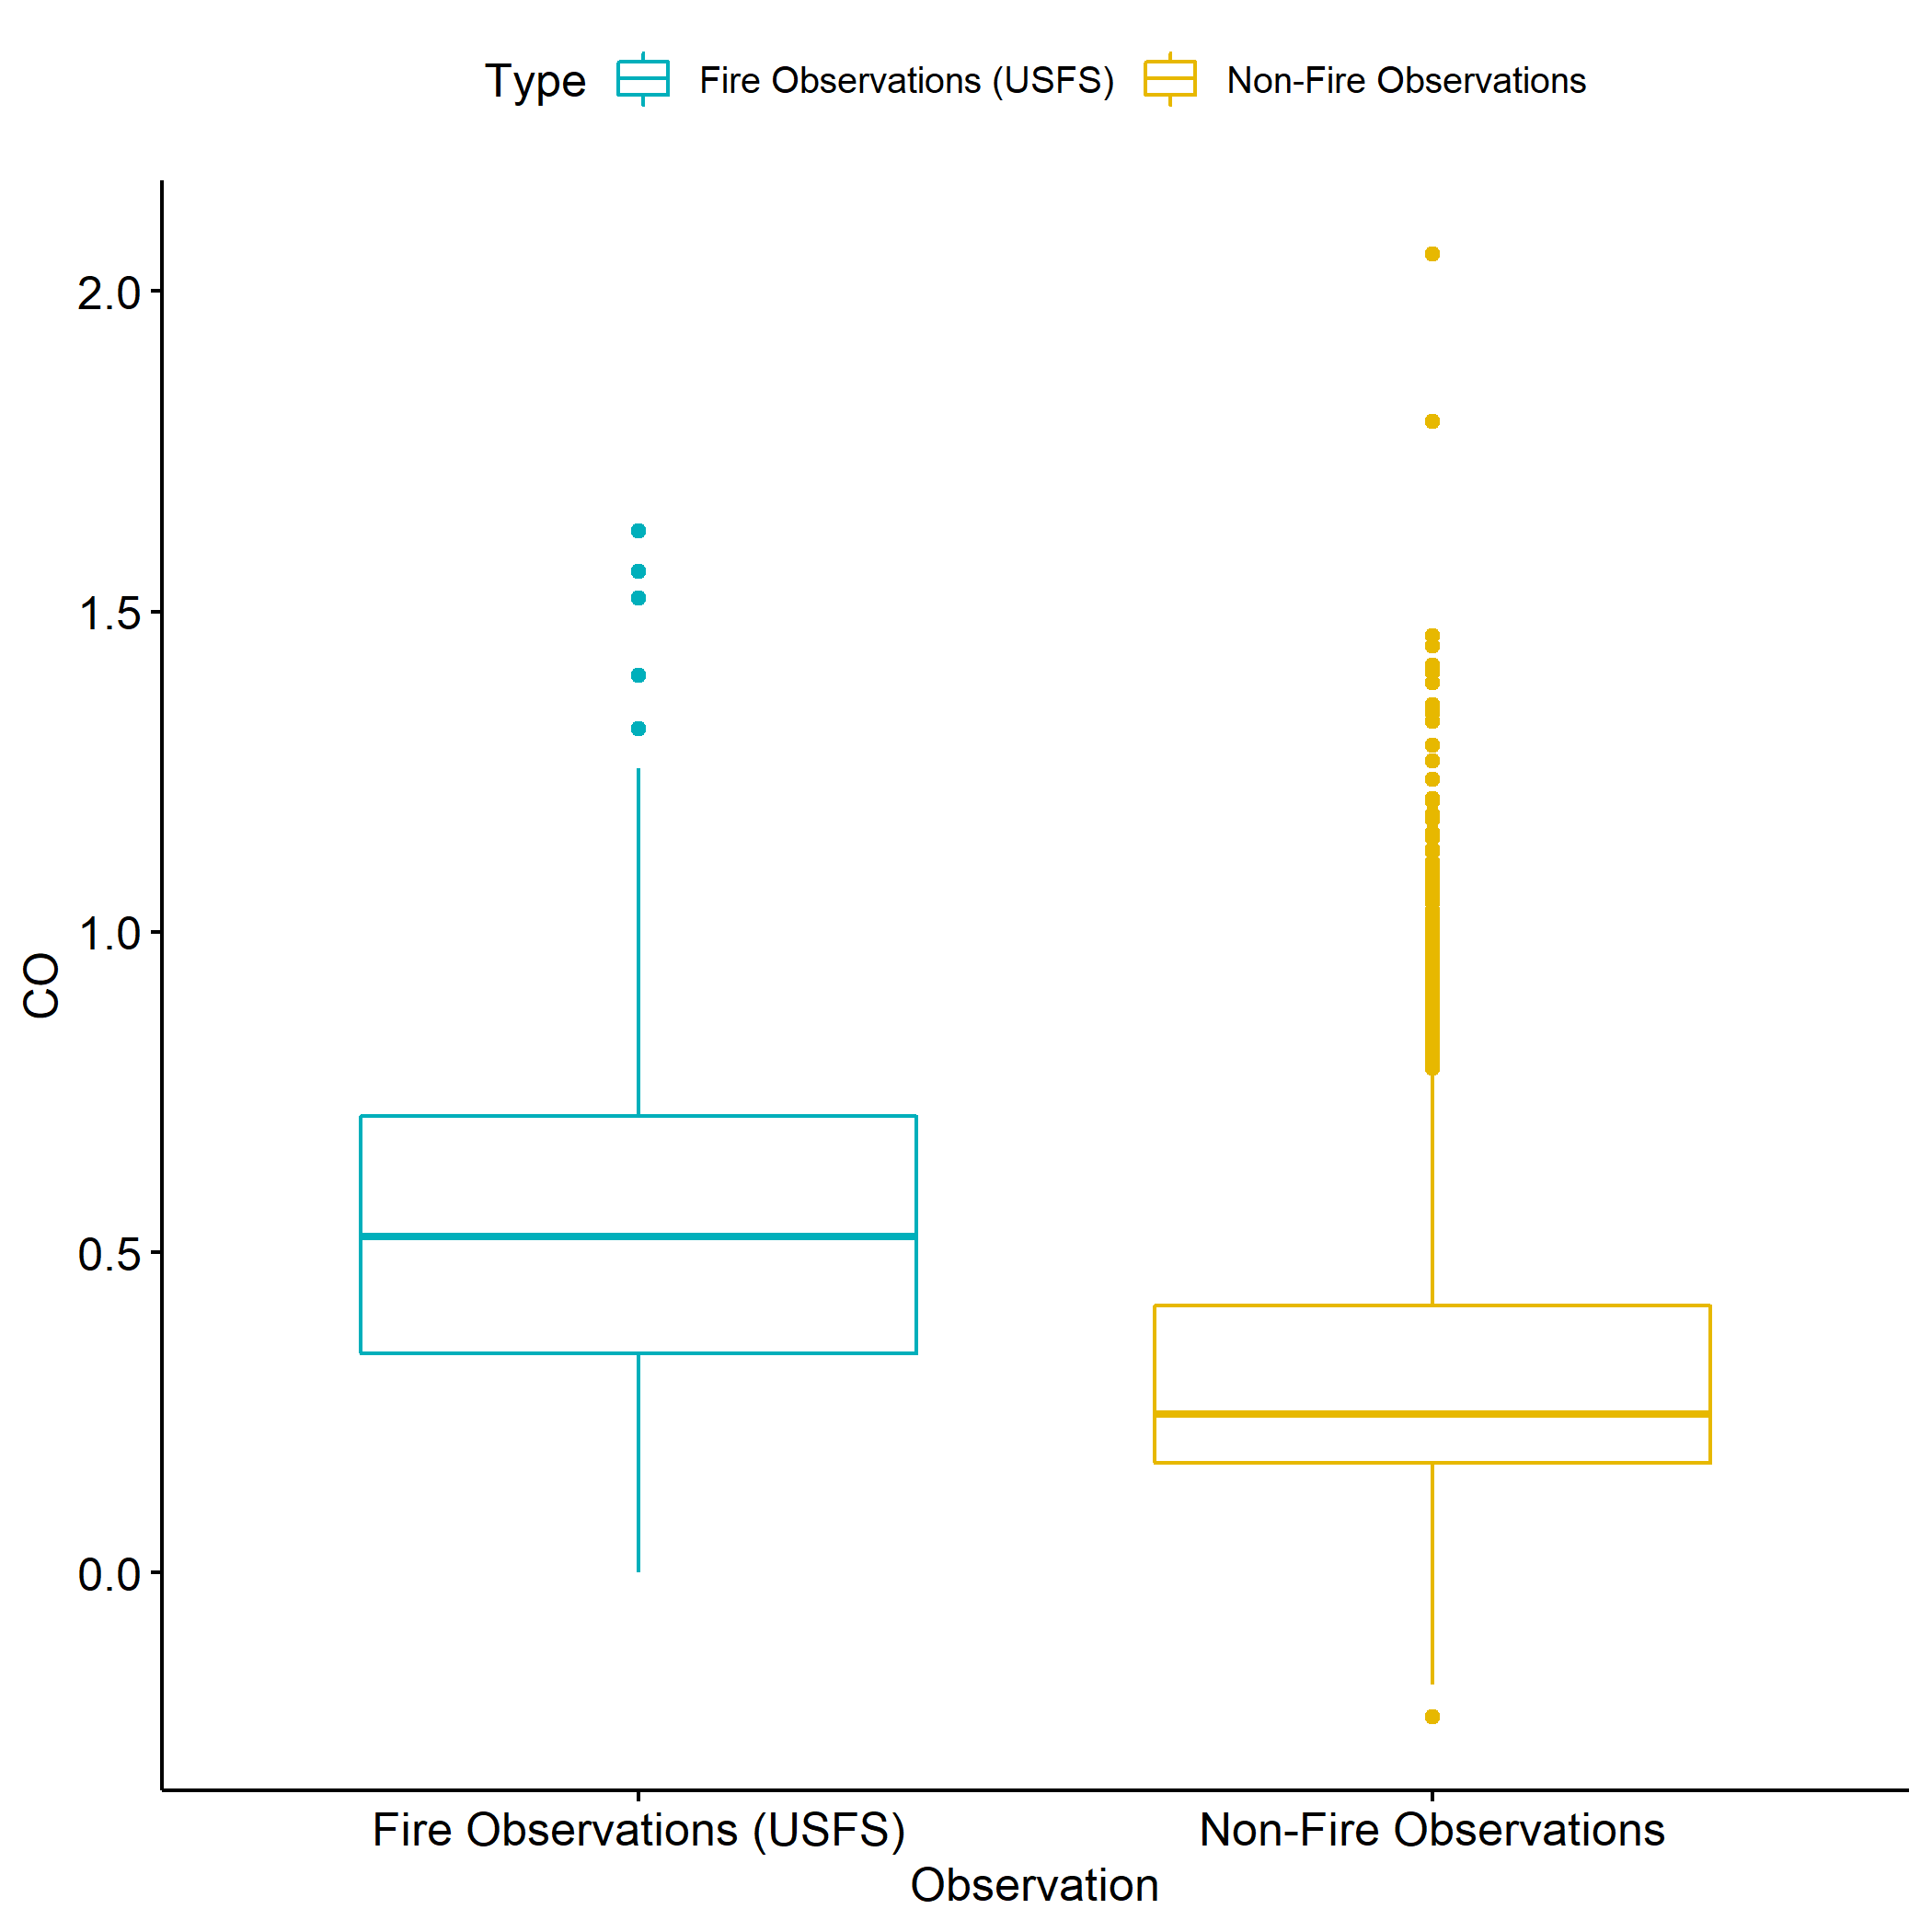 Type Fire Observations (USFS) Non-Fire Observations
2.0
1.5
1.0
0.5
0.0
CO
Fire Observations (USFS) Non-Fire Observations
Observation